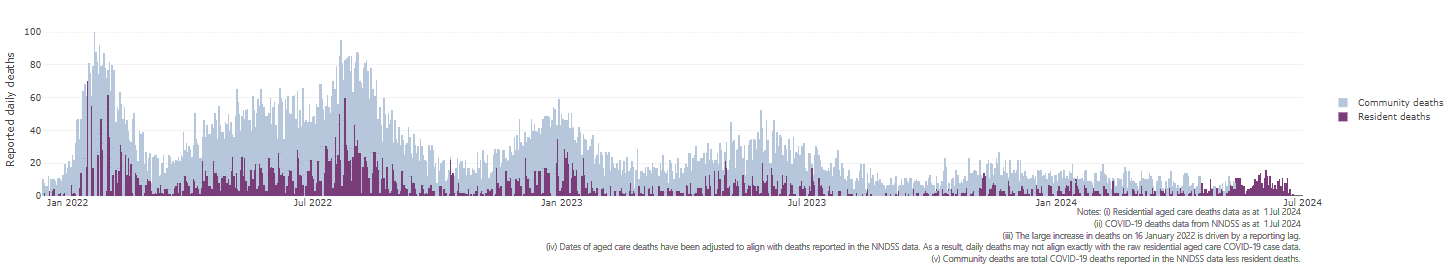 100
80
60
40
20
0
Reported daily deaths
Jan 2022
Jul 2022
Jan 2023
Jul 2023
Jan 2024
Jul 2024
Community deaths
Resident deaths
Notes: (i) Residential aged care deaths data as at 1 Jul 2024
(ii) COVID-19 deaths data from NNDSS as at 1 Jul 2024
(iii) The large increase in deaths on 16 January 2022 is driven by a reporting lag.
(iv) Dates of aged care deaths have been adjusted to align with deaths reported in the NNDSS data. As a result, daily deaths may not align exactly with the raw residential aged care COVID-19 case data.
(v) Community deaths are total COVID-19 deaths reported in the NNDSS data less resident deaths.